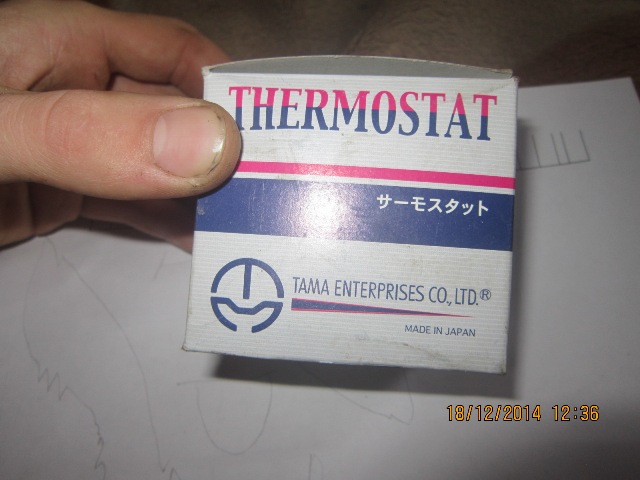 THERMOSTAT
サーモスタット
TAMA ENTERPRISES CO., LTD.®
MADE IN JAPAN
18/12/2014 12:36